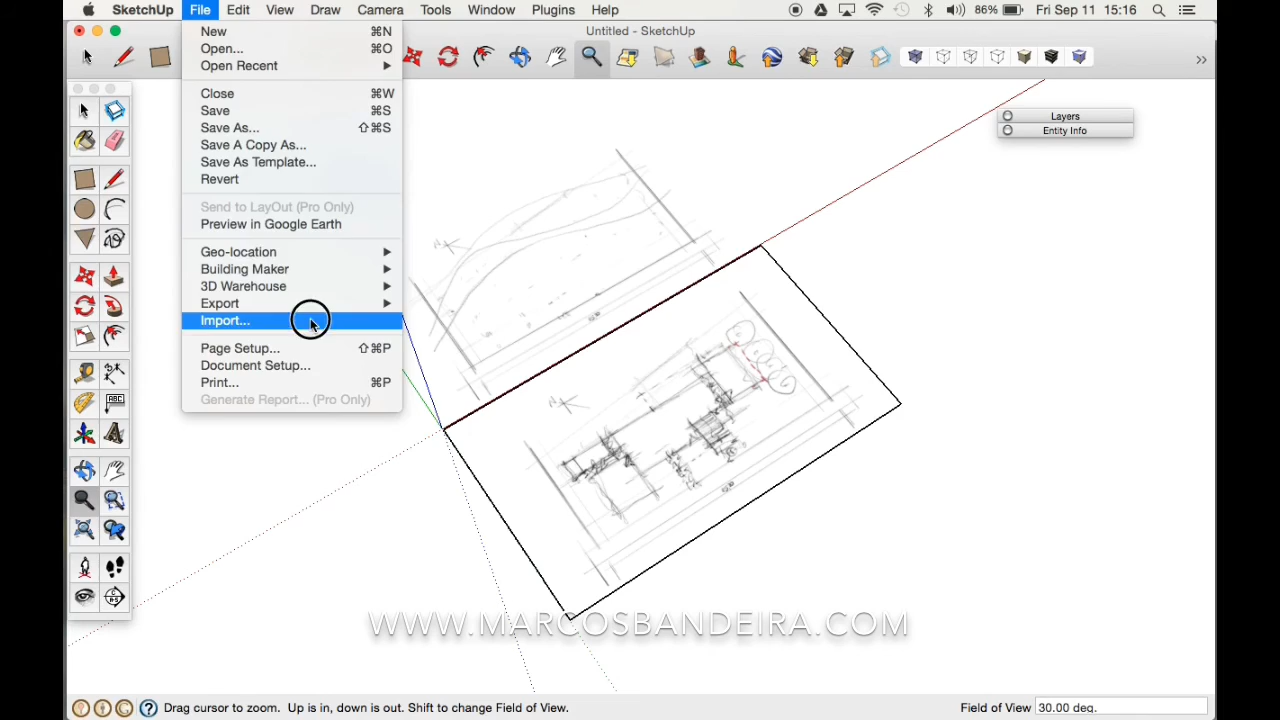 SketchUp File Edit View Draw Camera Tools Window Plugins Help 86% Fri Sep 11 15:16
Untitled - SketchUp
New ⌘N
Open... ⌘O
Open Recent
Close ⌘W
Save ⌘S
Save As... ⇧⌘S
Save A Copy As...
Save As Template...
Revert
Send to LayOut (Pro Only)
Preview in Google Earth
Geo-location
Building Maker
3D Warehouse
Export
Import...
Page Setup... ⇧⌘P
Document Setup...
Print... ⌘P
Generate Report... (Pro Only)
Layers
Entity Info
ABC
WWW.MARCOSBANDEIRA.COM
Drag cursor to zoom. Up is in, down is out. Shift to change Field of View. Field of View 30.00 deg.